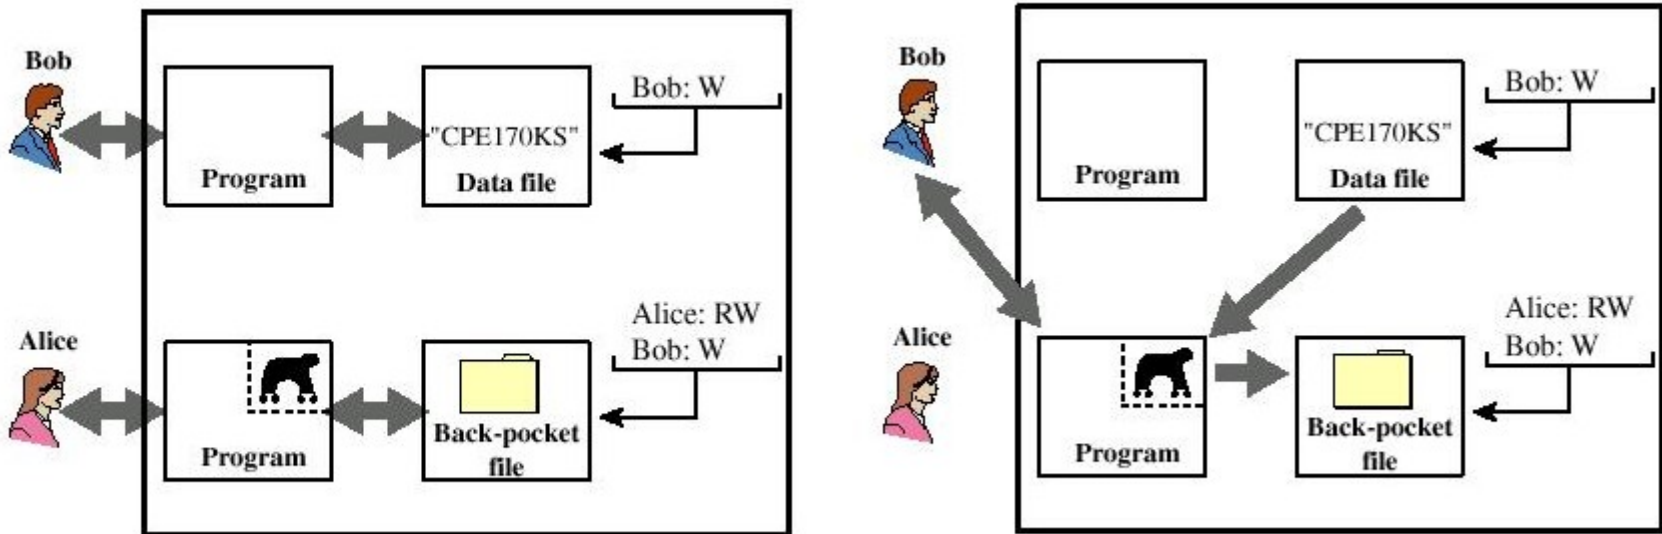 Bob
Bob: W
"CPE170KS"
Program
Data file
Alice
Alice: RW
Bob: W
Program
Back-pocket
file
Bob
Bob: W
"CPE170KS"
Program
Data file
Alice
Alice: RW
Bob: W
Program
Back-pocket
file